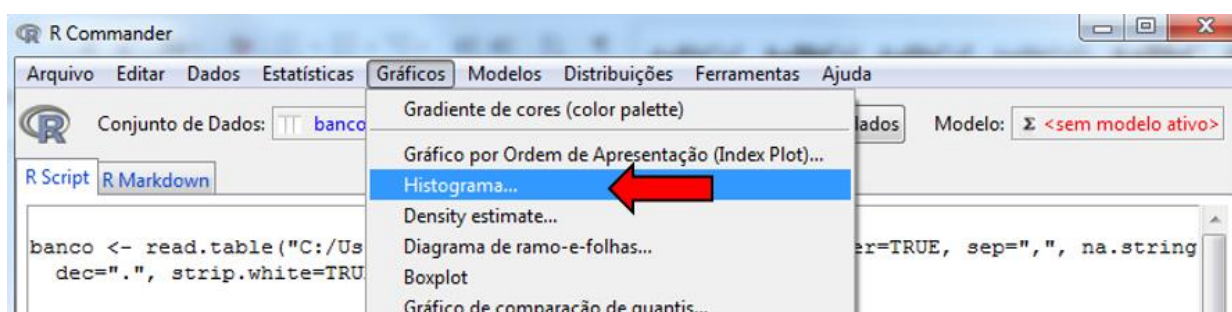 R Commander
Arquivo Editar Dados Estatísticas Gráficos Modelos Distribuições Ferramentas Ajuda
Conjunto de Dados: banco Modelo: Σ <sem modelo ativo>
R Script R Markdown
Gradiente de cores (color palette)
Gráfico por Ordem de Apresentação (Index Plot)...
Histograma...
Density estimate...
Diagrama de ramo-e-folhas...
Boxplot
Gráfico de comparação de quantis...
banco <- read.table("C:/Us er=TRUE, sep=",", na.string
dec=".", strip.white=TRU